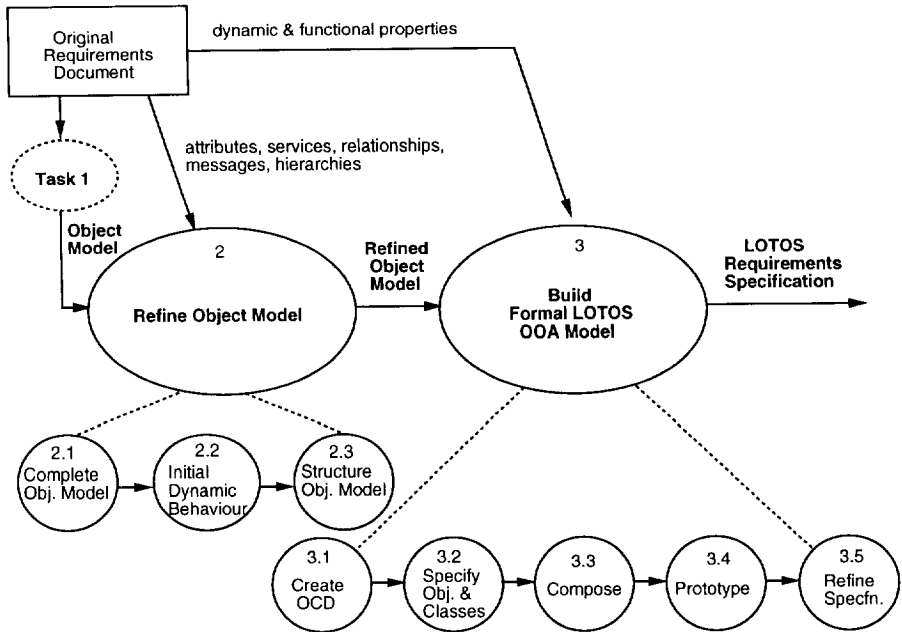 Original
Requirements
Document
dynamic & functional properties
attributes, services, relationships,
messages, hierarchies
Task 1
Object
Model
2
Refine Object Model
Refined
Object
Model
3
Build
Formal LOTOS
OOA Model
LOTOS
Requirements
Specification
2.1
Complete
Obj. Model
2.2
Initial
Dynamic
Behaviour
2.3
Structure
Obj. Model
3.1
Create
OCD
3.2
Specify
Obj. &
Classes
3.3
Compose
3.4
Prototype
3.5
Refine
Specfn.